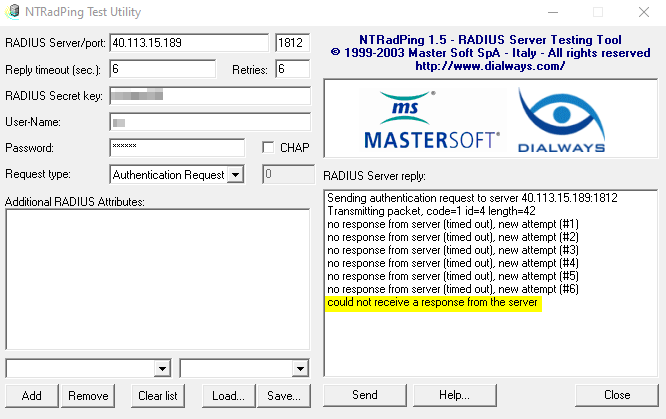 NTRadPing Test Utility
RADIUS Server/port: 40.113.15.189 1812
Reply timeout (sec.): 6 Retries: 6
RADIUS Secret key:
User-Name:
Password: ****** CHAP
Request type: Authentication Request 0
Additional RADIUS Attributes:
Add Remove Clear list Load... Save...
NTRadPing 1.5 - RADIUS Server Testing Tool
© 1999-2003 Master Soft SpA - Italy - All rights reserved
http://www.dialways.com/
ms
MASTERSOFT®
DIALWAYS®
RADIUS Server reply:
Sending authentication request to server 40.113.15.189:1812
Transmitting packet, code=1 id=4 length=42
no response from server (timed out), new attempt (#1)
no response from server (timed out), new attempt (#2)
no response from server (timed out), new attempt (#3)
no response from server (timed out), new attempt (#4)
no response from server (timed out), new attempt (#5)
no response from server (timed out), new attempt (#6)
could not receive a response from the server
Send Help... Close